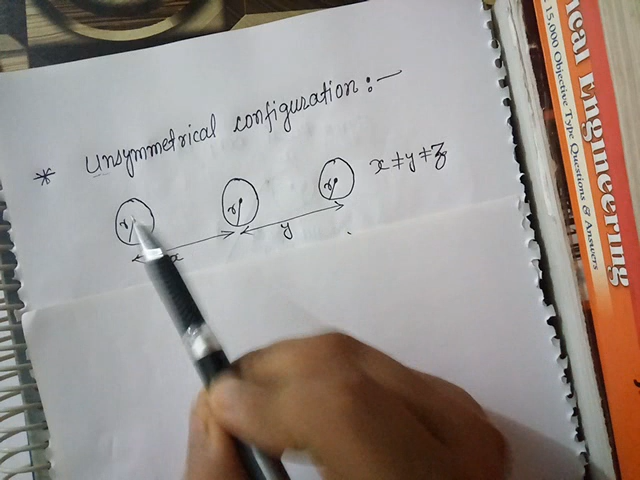 * Unsymmetrical configuration :-
r r r x ≠ y ≠ z
x y
ical Engineering
15,000 Objective Type Questions & Answers